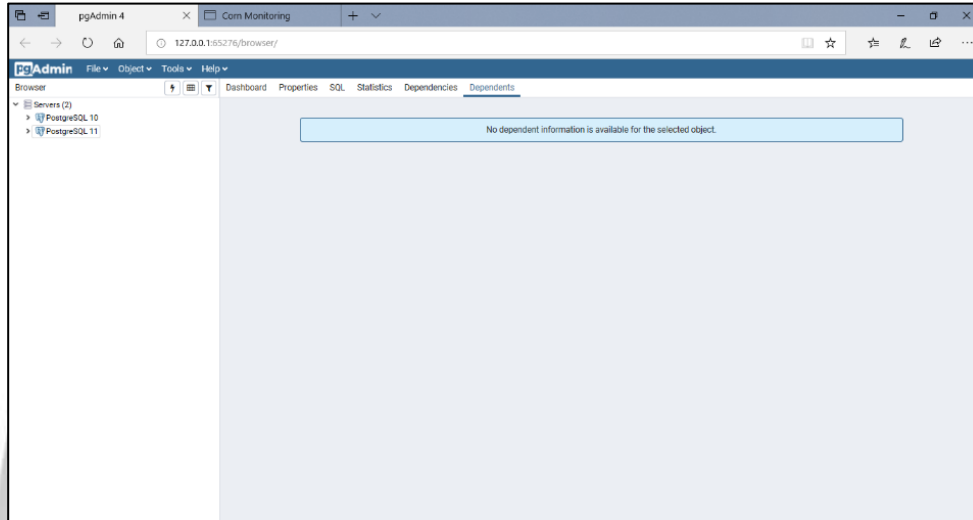 pgAdmin 4
Corn Monitoring
127.0.0.1:65276/browser/
pgAdmin File Object Tools Help
Browser
Dashboard Properties SQL Statistics Dependencies Dependents
Servers (2)
PostgreSQL 10
PostgreSQL 11
No dependent information is available for the selected object.